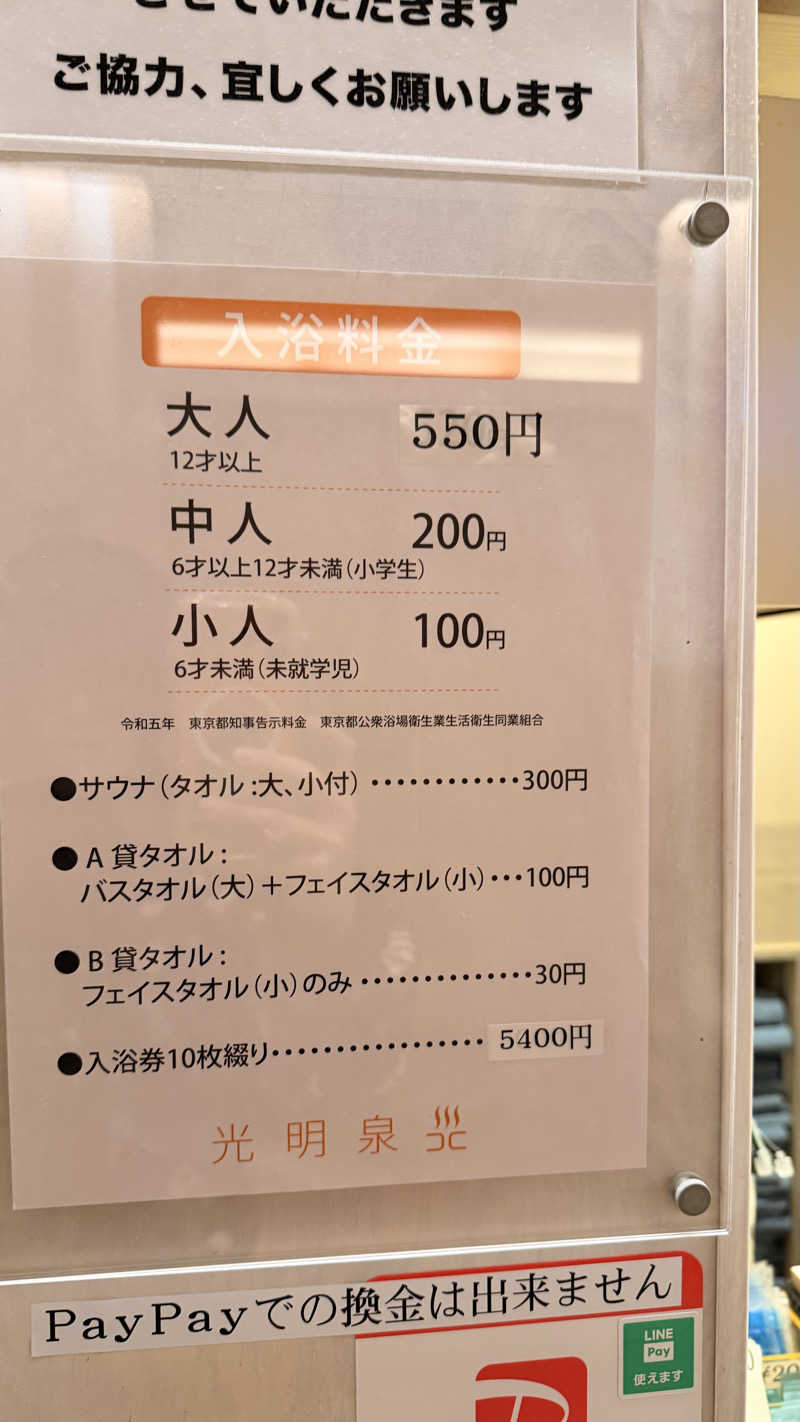 させていただきます
ご協力、宜しくお願いします
入浴料金
大人 550円
12才以上
中人 200円
6才以上12才未満（小学生）
小人 100円
6才未満（未就学児）
令和五年　東京都知事告示料金　東京都公衆浴場衛生業生活衛生同業組合
●サウナ（タオル：大、小付）・・・・・・・・・・・・300円
●A 貸タオル：
バスタオル（大）＋フェイスタオル（小）・・・100円
●B 貸タオル：
フェイスタオル（小）のみ・・・・・・・・・・・・・・30円
●入浴券10枚綴り・・・・・・・・・・・・・・・・・5400円
光明泉
PayPayでの換金は出来ません
LINE
Pay
使えます